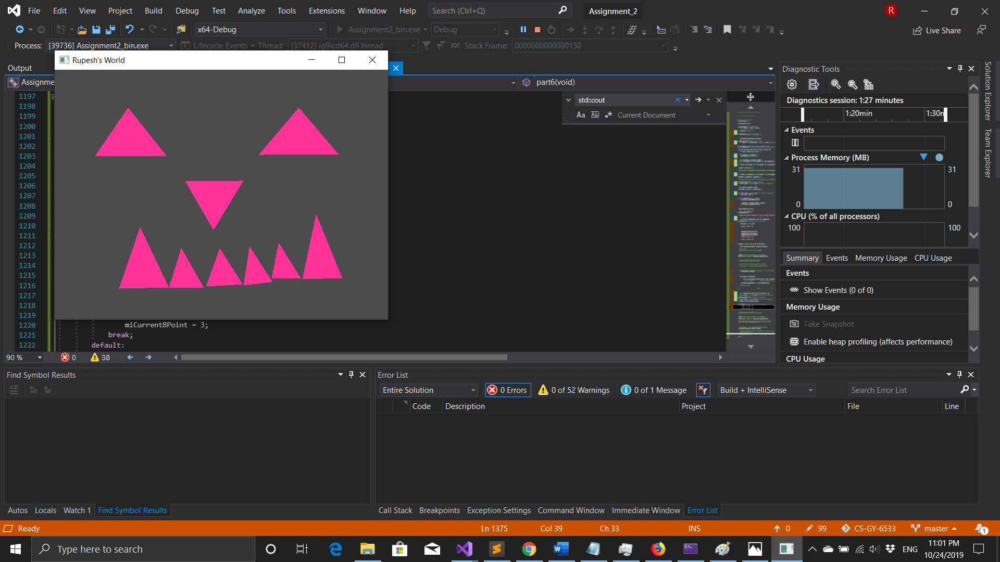 File Edit View Project Build Debug Test Analyze Tools Extensions Window Help Search (Ctrl+Q) Assignment_2 R
x64-Debug Assignment2_bin.exe Debug Live Share
Process: [39736] Assignment2_bin.exe Lifecycle Events Thread: [37412] ig9icd64.dll thread Stack Frame: 0000000000000150
Rupesh's World
Output
Assignme part6(void)
1197
1198
1199
1200
1201
1202
1203
1204
1205
1206
1207
1208
1209
1210
1211
1212
1213
1214
1215
1216
1217
1218
1219
1220 miCurrentBPoint = 3;
1221 break;
1222 default:
std::cout
Aa Current Document
90 % 0 38
Diagnostic Tools
Diagnostics session: 1:27 minutes
1:20min 1:30m
Events
Process Memory (MB)
31 31
0 0
CPU (% of all processors)
100 100
Summary Events Memory Usage CPU Usage
Events
Show Events (0 of 0)
Memory Usage
Take Snapshot
Enable heap profiling (affects performance)
CPU Usage
Solution Explorer
Team Explorer
Find Symbol Results
Autos Locals Watch 1 Find Symbol Results
Error List
Entire Solution 0 Errors 0 of 52 Warnings 0 of 1 Message Build + IntelliSense Search Error List
Code Description Project File Line
Call Stack Breakpoints Exception Settings Command Window Immediate Window Error List
Ready Ln 1375 Col 39 Ch 33 INS 0 99 CS-GY-6533 master 1
Type here to search ENG 11:01 PM
10/24/2019